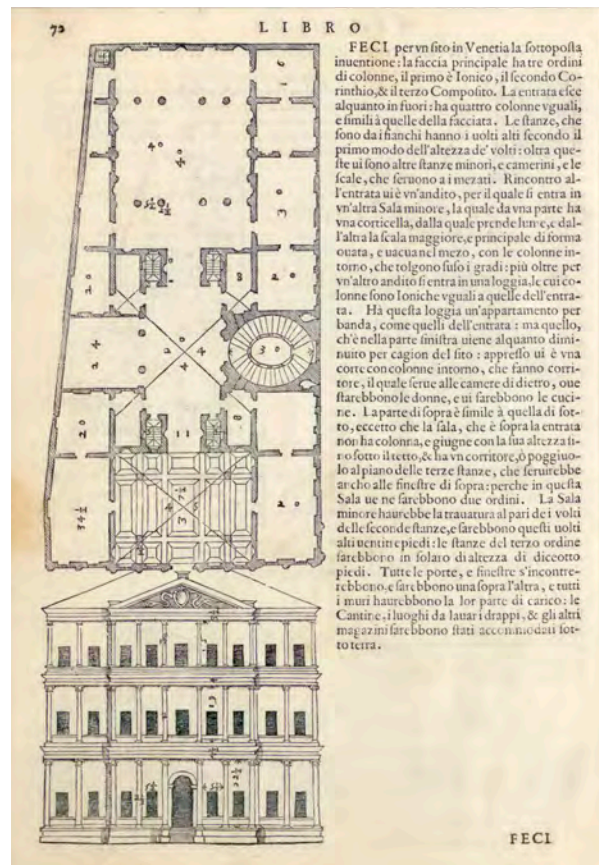 72 LIBRO
FECI per vn sito in Venetia la sottoposta
inuentione: la faccia principale ha tre ordini
di colonne, il primo è Ionico, il secondo Co-
rinthio, & il terzo Composito. La entrata esce
alquanto in fuori: ha quattro colonne vguali,
e simili à quelle della facciata. Le stanze, che
sono da i fianchi hanno i uolti alti secondo il
primo modo dell'altezza de' volti: oltra que-
ste ui sono altre stanze minori, e camerini, e le
scale, che seruono a i mezati. Rincontro al-
l'entrata ui è vn'andito, per il quale si entra in
vn'altra Sala minore, la quale da vna parte ha
vna corticella, dalla quale prende lume, e dal-
l'altra la scala maggiore, e principale di forma
ouata, e uacua nel mezo, con le colonne in-
torno, che tolgono suso i gradi: più oltre per
vn'altro andito si entra in una loggia, le cui co-
lonne sono Ioniche vguali a quelle dell'entra-
ta. Hà questa loggia un'appartamento per
banda, come quelli dell'entrata: ma quello,
ch'è nella parte sinistra uiene alquanto dimi-
nuito per cagion del sito: appresso ui è vna
corte con colonne intorno, che fanno corri-
tore, il quale serue alle camere di dietro, oue
starebbono le donne, e ui sarebbono le cuci-
ne. La parte di sopra è simile à quella di sot-
to, eccetto che la sala, che è sopra la entrata
non ha colonna, e giugne con la sua altezza si-
no sotto il tetto, & ha vn corritore, ò poggiuo-
lo al piano delle terze stanze, che seruirebbe
ancho alle finestre di sopra: perche in questa
Sala ue ne sarebbono due ordini. La Sala
minore haurebbe la trauatura al pari de i volti
delle seconde stanze, e sarebbono questi uolti
alti uentitre piedi: le stanze del terzo ordine
sarebbono in solaro di altezza di diceotto
piedi. Tutte le porte, e finestre s'incontre-
rebbono, e sarebbono una sopra l'altra, e tutti
i muri haurebbono la lor parte di carico: le
Cantine, i luoghi da lauar i drappi, & gli altri
magazini sarebbono stati accommodati sot-
to terra.
FECI